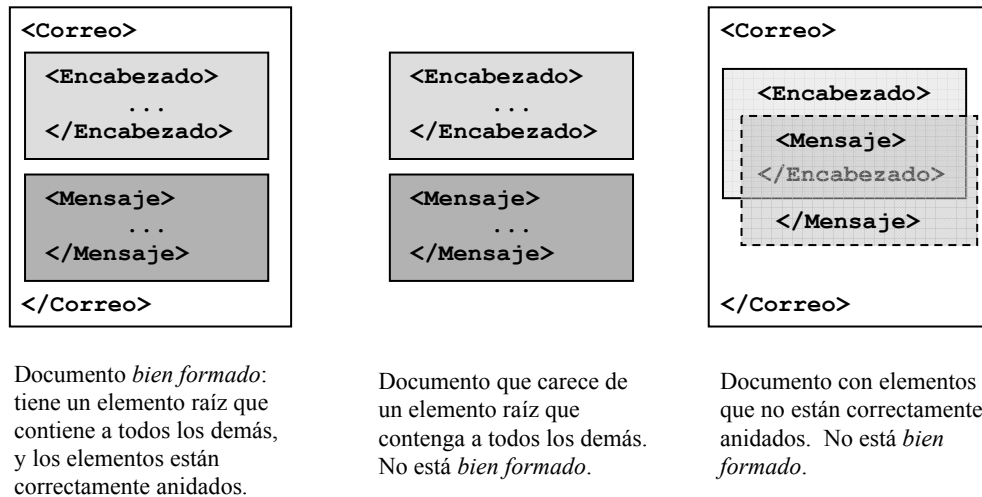 <Correo>
<Encabezado>
...
</Encabezado>
<Mensaje>
...
</Mensaje>
</Correo>
Documento bien formado:
tiene un elemento raíz que
contiene a todos los demás,
y los elementos están
correctamente anidados.
<Encabezado>
...
</Encabezado>
<Mensaje>
...
</Mensaje>
Documento que carece de
un elemento raíz que
contenga a todos los demás.
No está bien formado.
<Correo>
<Encabezado>
<Mensaje>
</Encabezado>
</Mensaje>
</Correo>
Documento con elementos
que no están correctamente
anidados. No está bien
formado.